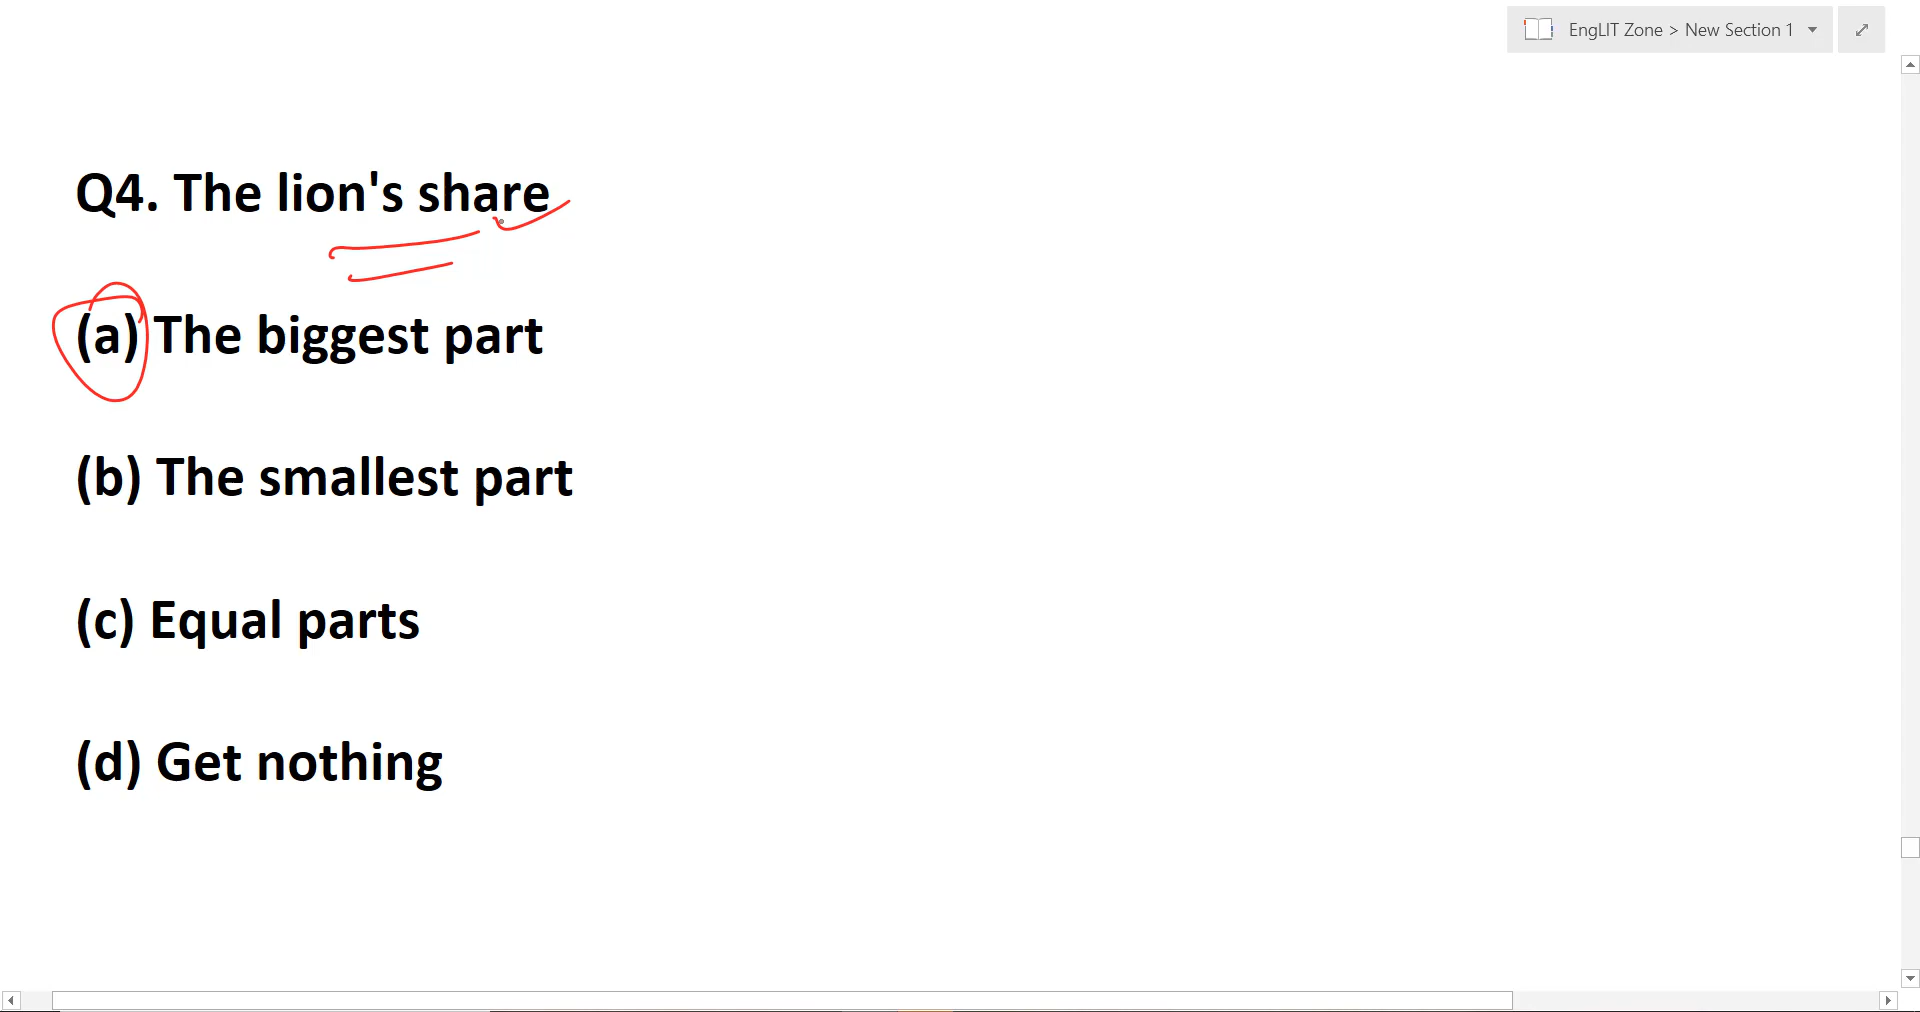 EngLIT Zone > New Section 1
Q4. The lion's share
(a) The biggest part
(b) The smallest part
(c) Equal parts
(d) Get nothing